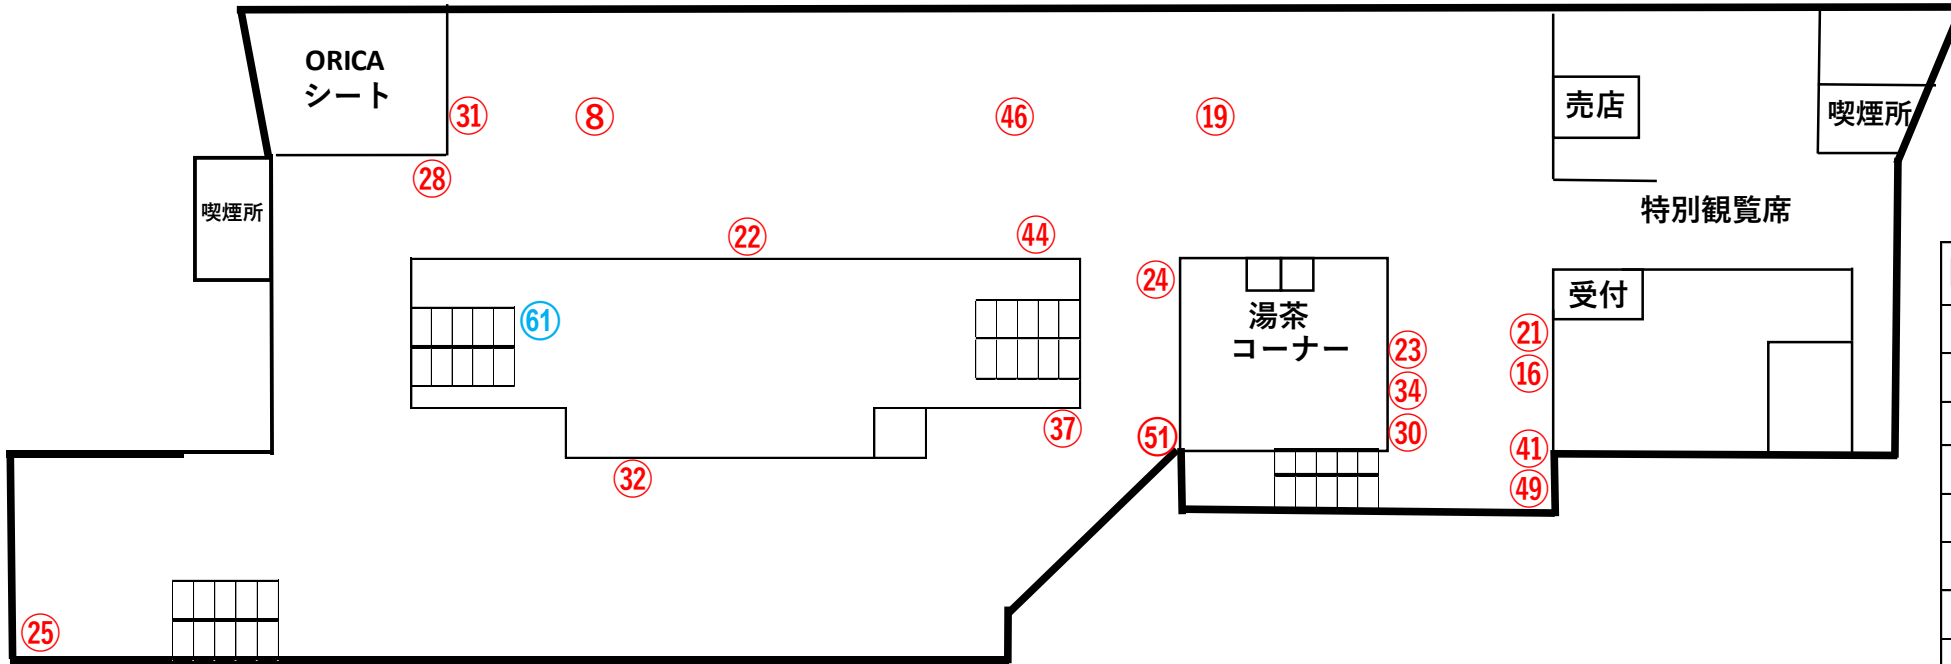 ORICA
シート
㉛
⑧
㊻
⑲
売店
喫煙所
㉘
喫煙所
特別観覧席
㉒
㊹
㉔
受付
湯茶
コーナー
61
㉑
㉓
⑯
㉞
㊲
51
㉚
㊶
㉜
㊾
㉕